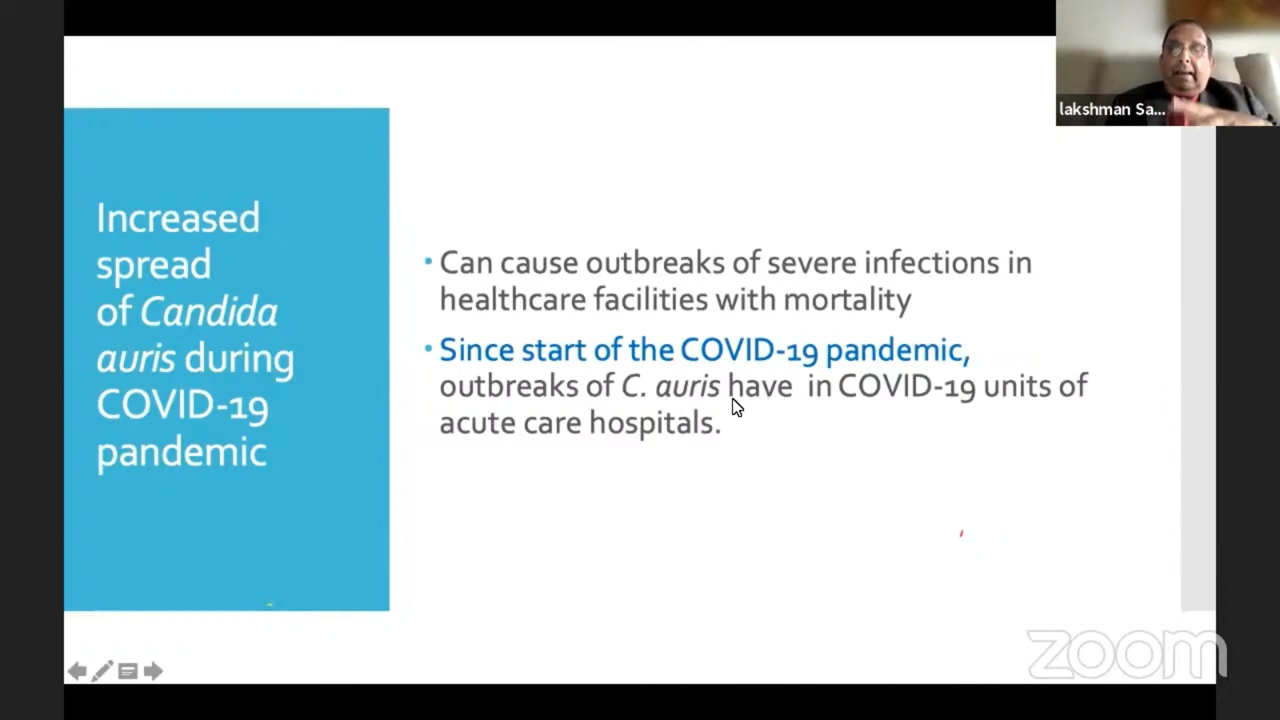 lakshman Sa...
Increased
spread
of Candida
auris during
COVID-19
pandemic
• Can cause outbreaks of severe infections in
healthcare facilities with mortality
• Since start of the COVID-19 pandemic,
outbreaks of C. auris have  in COVID-19 units of
acute care hospitals.
zoom